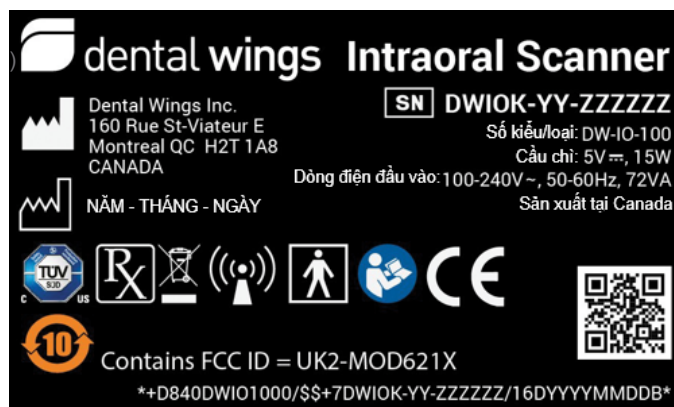 dental wings Intraoral Scanner
SN DWIOK-YY-ZZZZZZ
Dental Wings Inc.
160 Rue St-Viateur E
Montreal QC H2T 1A8
CANADA
Số kiểu/loại: DW-IO-100
Cầu chì: 5V⎓, 15W
Dòng điện đầu vào: 100-240V~, 50-60Hz, 72VA
Sản xuất tại Canada
NĂM - THÁNG - NGÀY
TÜV
SÜD
C US
Rx
CE
10
Contains FCC ID = UK2-MOD621X
*+D840DWIO1000/$$+7DWIOK-YY-ZZZZZZ/16DYYYYMMDDB*